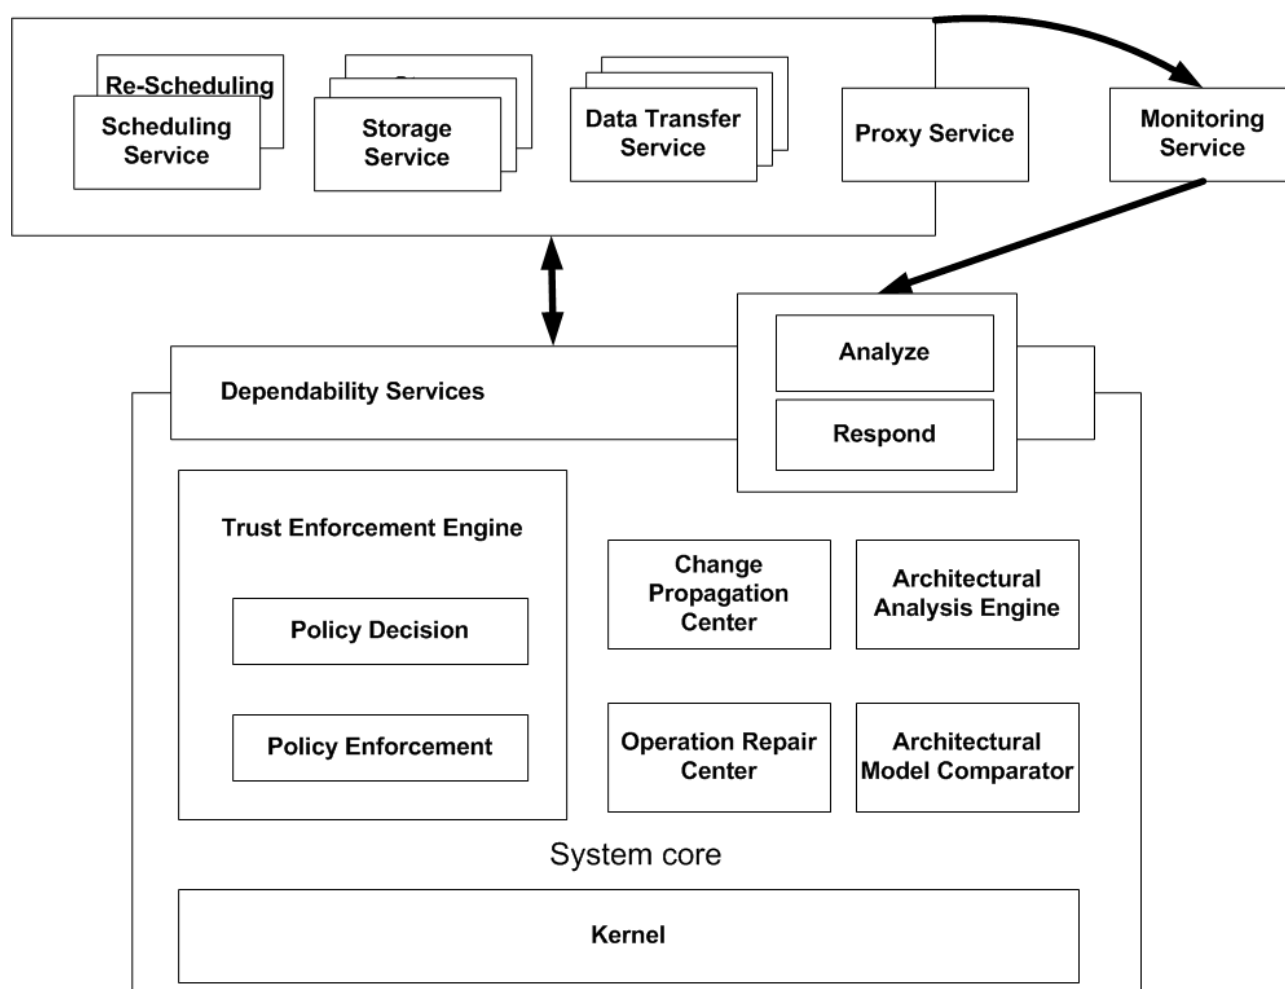 Re-Scheduling
Scheduling
Service
Storage
Service
Data Transfer
Service
Proxy Service
Monitoring
Service
Analyze
Respond
Dependability Services
Trust Enforcement Engine
Policy Decision
Policy Enforcement
Change
Propagation
Center
Architectural
Analysis Engine
Operation Repair
Center
Architectural
Model Comparator
System core
Kernel